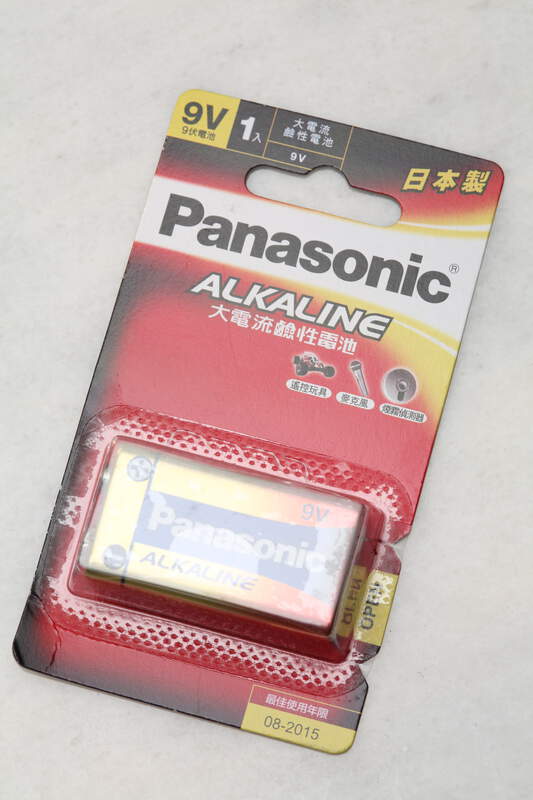 9V
9伏電池
1入
大電流
鹼性電池
9V
日本製
Panasonic®
ALKALINE
大電流鹼性電池
遙控玩具
麥克風
煙霧偵測器
9V
Panasonic
ALKALINE
OPEN
OPEN
最佳使用年限
08-2015